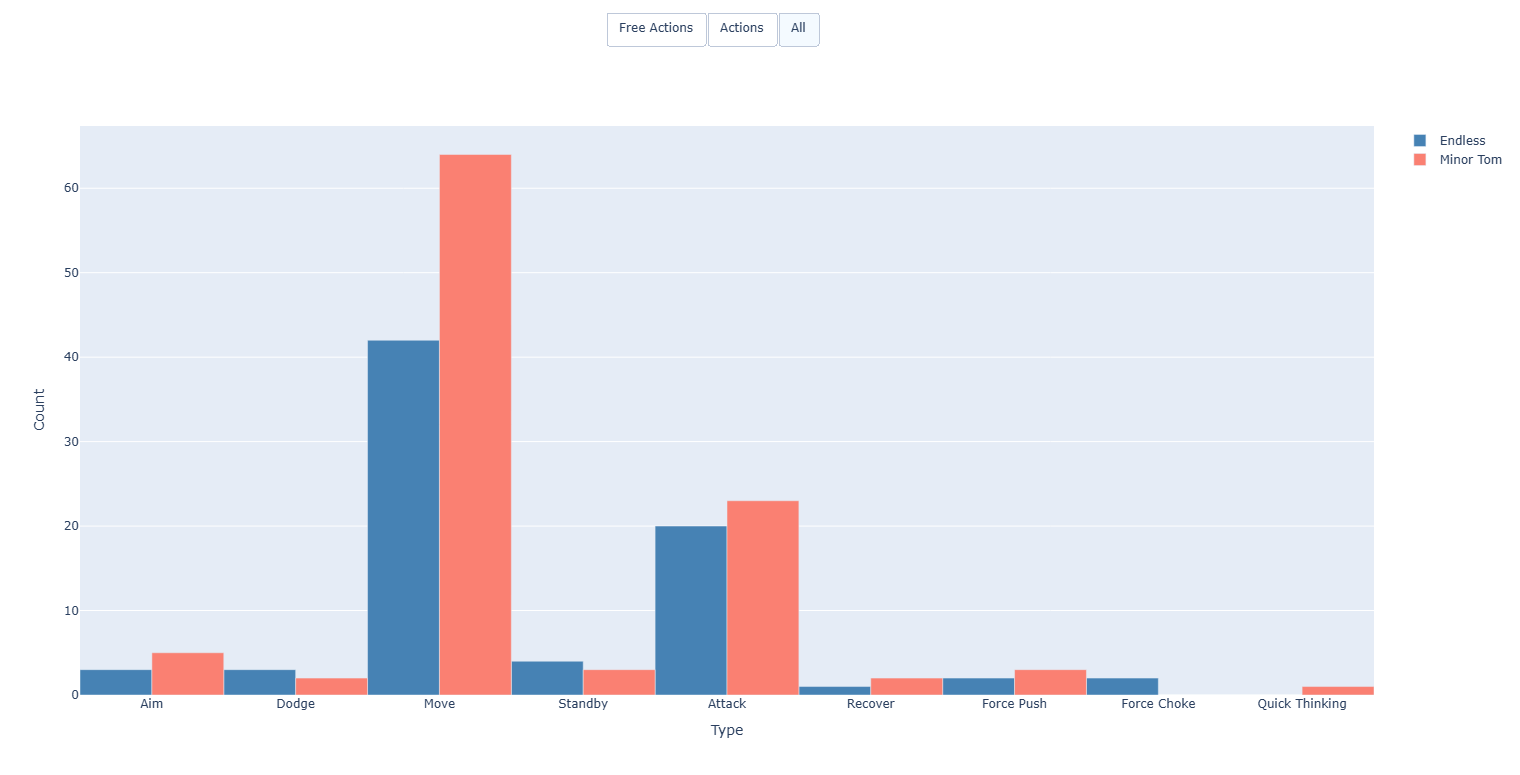 Free Actions Actions All
Endless
Minor Tom
60
50
40
30
20
10
0
Count
Aim Dodge Move Standby Attack Recover Force Push Force Choke Quick Thinking
Type